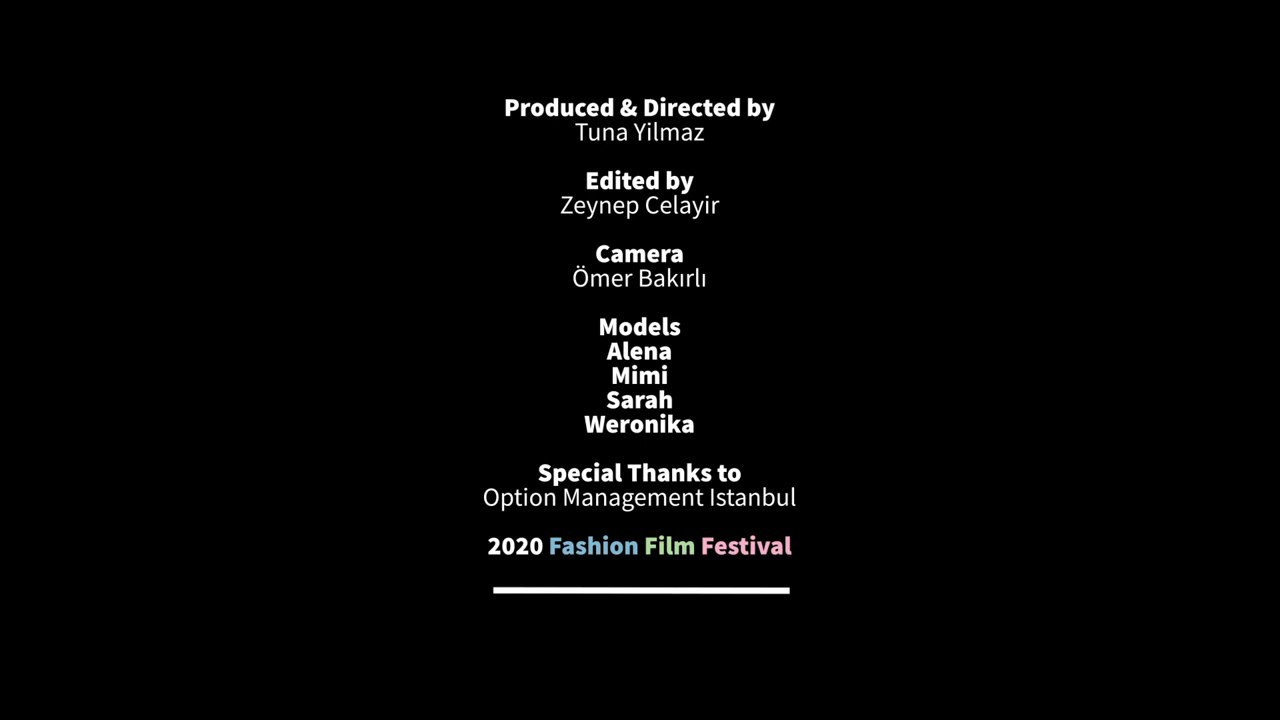 Produced & Directed by
Tuna Yilmaz
Edited by
Zeynep Celayir
Camera
Ömer Bakırlı
Models
Alena
Mimi
Sarah
Weronika
Special Thanks to
Option Management Istanbul
2020 Fashion Film Festival